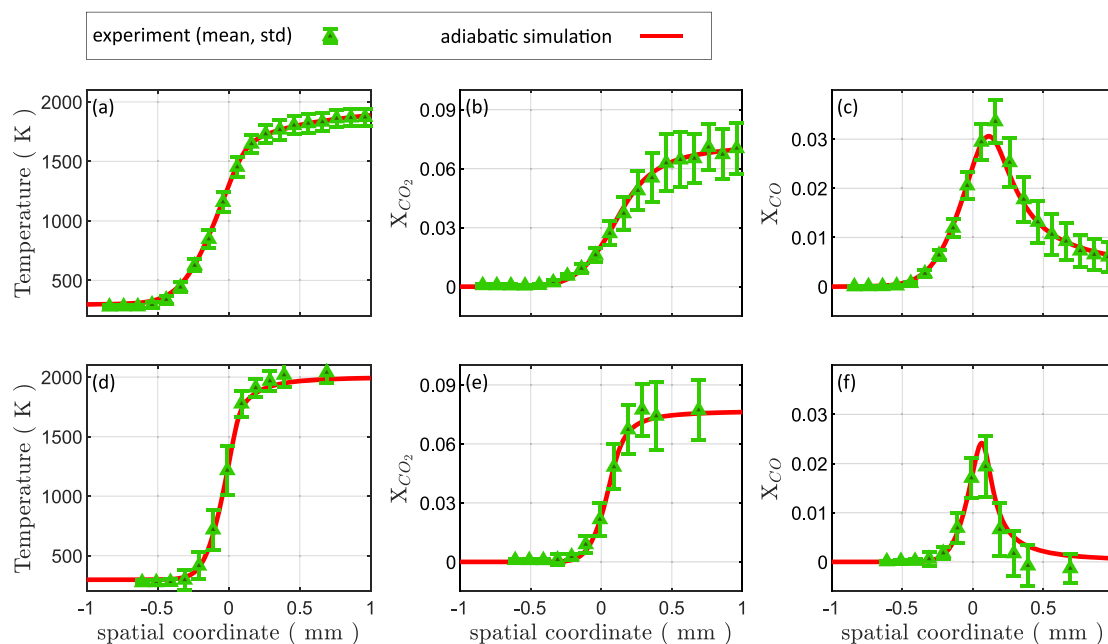 experiment (mean, std) adiabatic simulation
(a) (b) (c)
Temperature ( K )
2000
1500
1000
500
X_{CO_2}
0.09
0.06
0.03
0
X_{CO}
0.03
0.02
0.01
0
(d) (e) (f)
Temperature ( K )
2000
1500
1000
500
X_{CO_2}
0.09
0.06
0.03
0
X_{CO}
0.03
0.02
0.01
0
-1 -0.5 0 0.5 1 -1 -0.5 0 0.5 1 -1 -0.5 0 0.5
spatial coordinate ( mm ) spatial coordinate ( mm ) spatial coordinate ( mm )